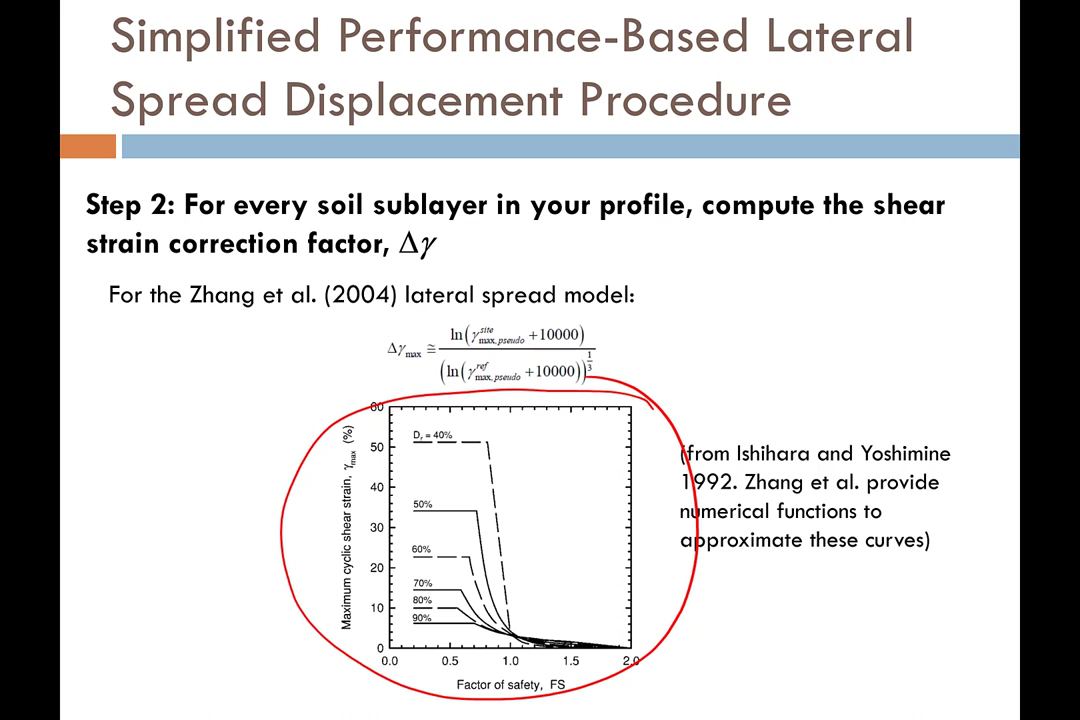 Simplified Performance-Based Lateral
Spread Displacement Procedure
Step 2: For every soil sublayer in your profile, compute the shear
strain correction factor, Δγ
For the Zhang et al. (2004) lateral spread model:
Δγmax ≅ ln(γ^site_max,pseudo +10000) / (ln(γ^ref_max,pseudo +10000))^1/3
Maximum cyclic shear strain, γmax (%)
60
50
40
30
20
10
0
Dr = 40%
50%
60%
70%
80%
90%
0.0 0.5 1.0 1.5 2.0
Factor of safety, FS
(from Ishihara and Yoshimine
1992. Zhang et al. provide
numerical functions to
approximate these curves)